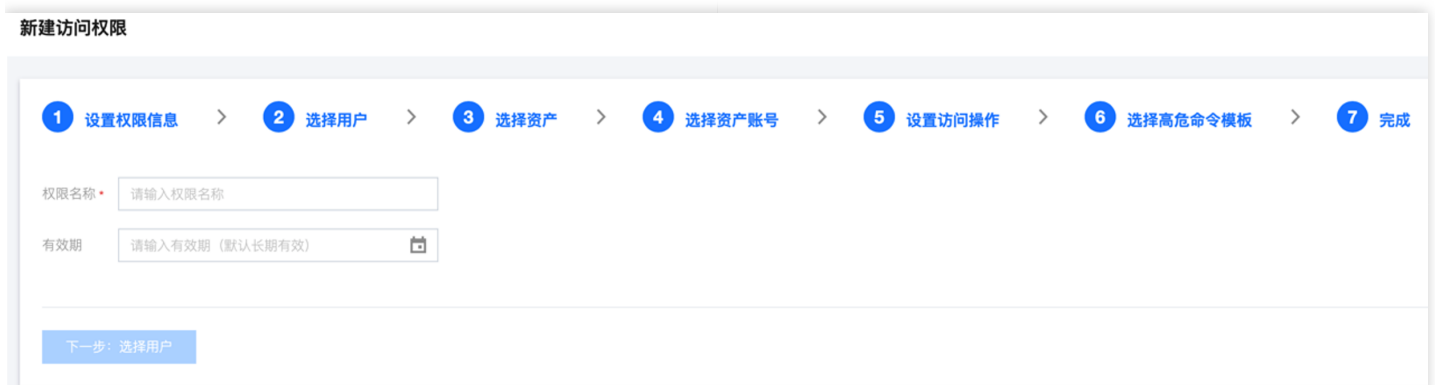 新建访问权限
1 设置权限信息 > 2 选择用户 > 3 选择资产 > 4 选择资产账号 > 5 设置访问操作 > 6 选择高危命令模板 > 7 完成
权限名称 * 请输入权限名称
有效期 请输入有效期（默认长期有效）
下一步：选择用户